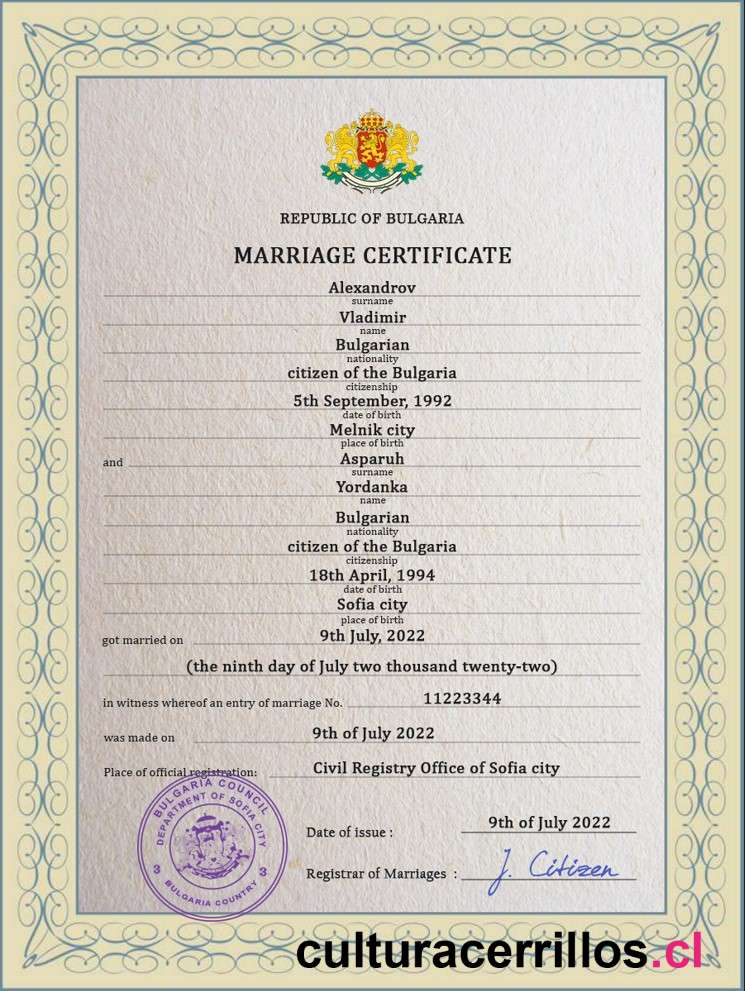 REPUBLIC OF BULGARIA
MARRIAGE CERTIFICATE
Alexandrov
surname
Vladimir
name
Bulgarian
nationality
citizen of the Bulgaria
citizenship
5th September, 1992
date of birth
Melnik city
place of birth
and Asparuh
surname
Yordanka
name
Bulgarian
nationality
citizen of the Bulgaria
citizenship
18th April, 1994
date of birth
Sofia city
place of birth
got married on 9th July, 2022
(the ninth day of July two thousand twenty-two)
in witness whereof an entry of marriage No. 11223344
was made on 9th of July 2022
Place of official registration: Civil Registry Office of Sofia city
BULGARIA COUNCIL
DEPARTMENT OF SOFIA CITY
3 3
BULGARIA COUNTRY
Date of issue : 9th of July 2022
Registrar of Marriages : J. Citizen
culturacerrillos.cl